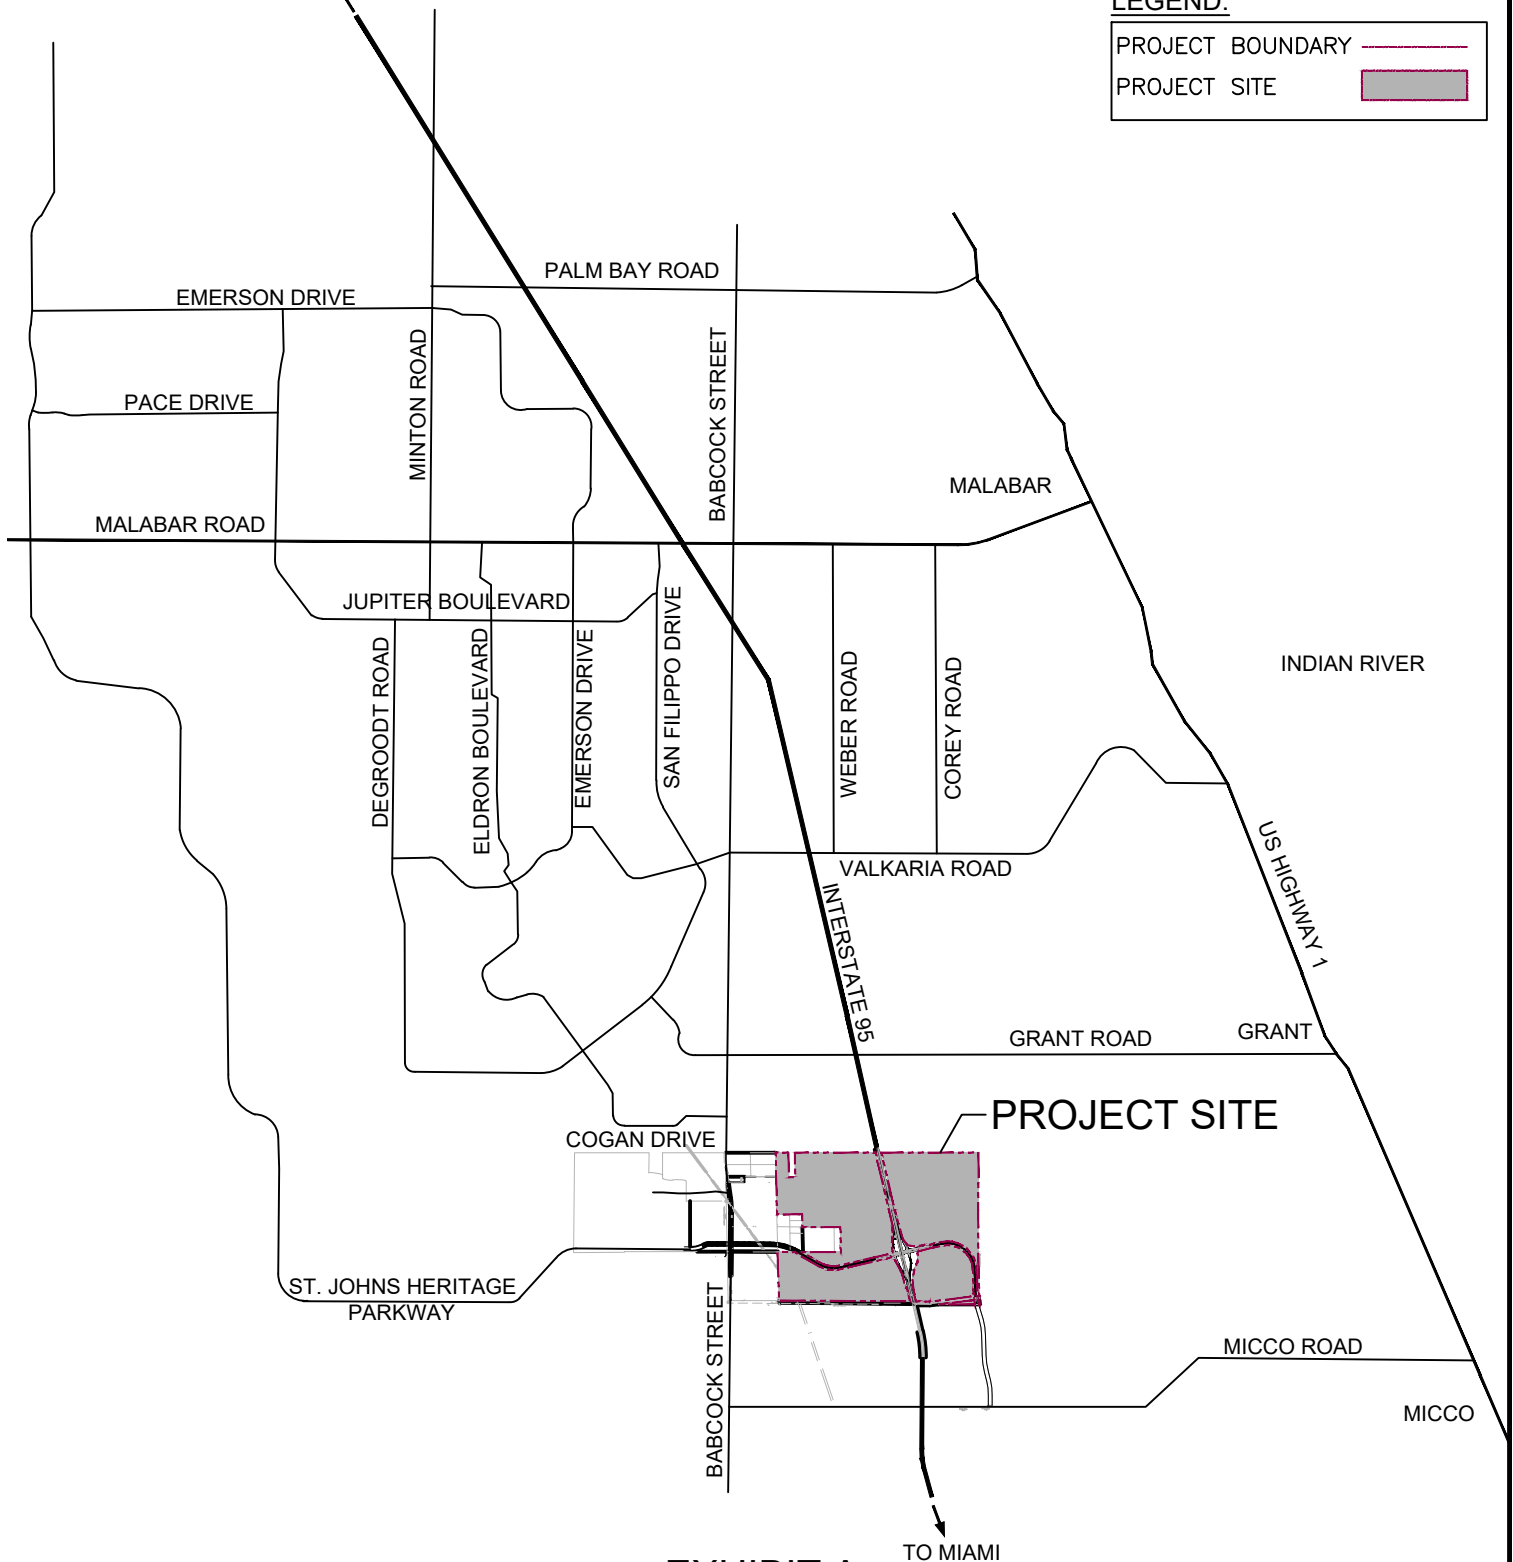 LEGEND:
PROJECT BOUNDARY
PROJECT SITE
PALM BAY ROAD
EMERSON DRIVE
MINTON ROAD
BABCOCK STREET
PACE DRIVE
MALABAR
MALABAR ROAD
JUPITER BOULEVARD
DEGROODT ROAD
ELDRON BOULEVARD
EMERSON DRIVE
SAN FILIPPO DRIVE
WEBER ROAD
COREY ROAD
INDIAN RIVER
VALKARIA ROAD
US HIGHWAY 1
INTERSTATE 95
GRANT ROAD
GRANT
PROJECT SITE
COGAN DRIVE
ST. JOHNS HERITAGE
PARKWAY
BABCOCK STREET
MICCO ROAD
MICCO
TO MIAMI
EXHIBIT A